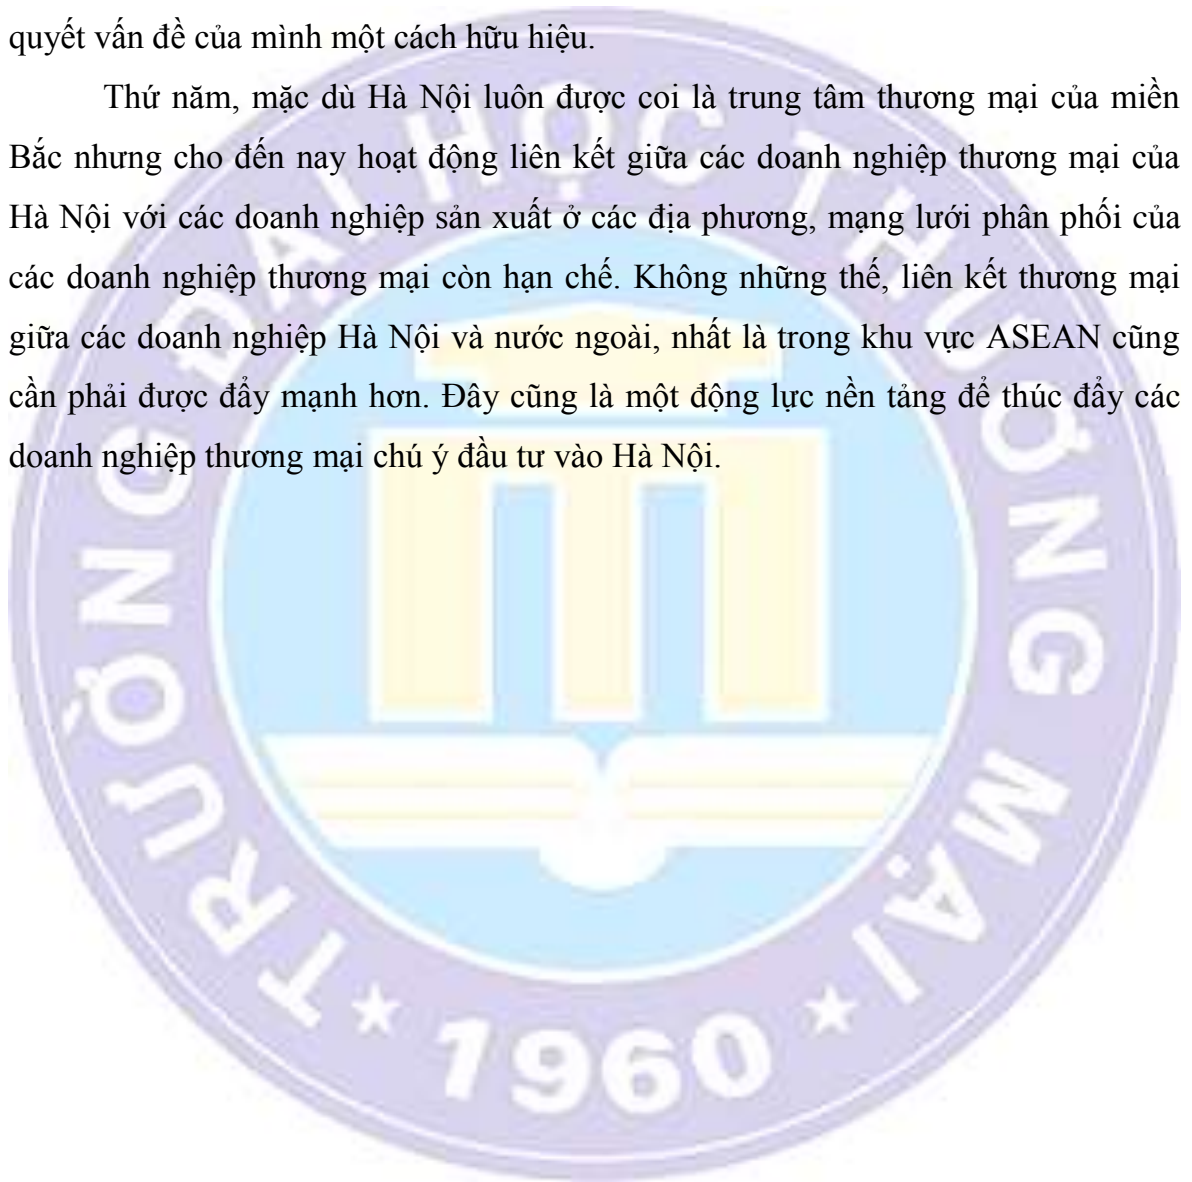 quyết vấn đề của mình một cách hữu hiệu.
Thứ năm, mặc dù Hà Nội luôn được coi là trung tâm thương mại của miền
Bắc nhưng cho đến nay hoạt động liên kết giữa các doanh nghiệp thương mại của
Hà Nội với các doanh nghiệp sản xuất ở các địa phương, mạng lưới phân phối của
các doanh nghiệp thương mại còn hạn chế. Không những thế, liên kết thương mại
giữa các doanh nghiệp Hà Nội và nước ngoài, nhất là trong khu vực ASEAN cũng
cần phải được đẩy mạnh hơn. Đây cũng là một động lực nền tảng để thúc đẩy các
doanh nghiệp thương mại chú ý đầu tư vào Hà Nội.
TRƯỜNG ĐẠI HỌC THƯƠNG MẠI
★ 1960 ★